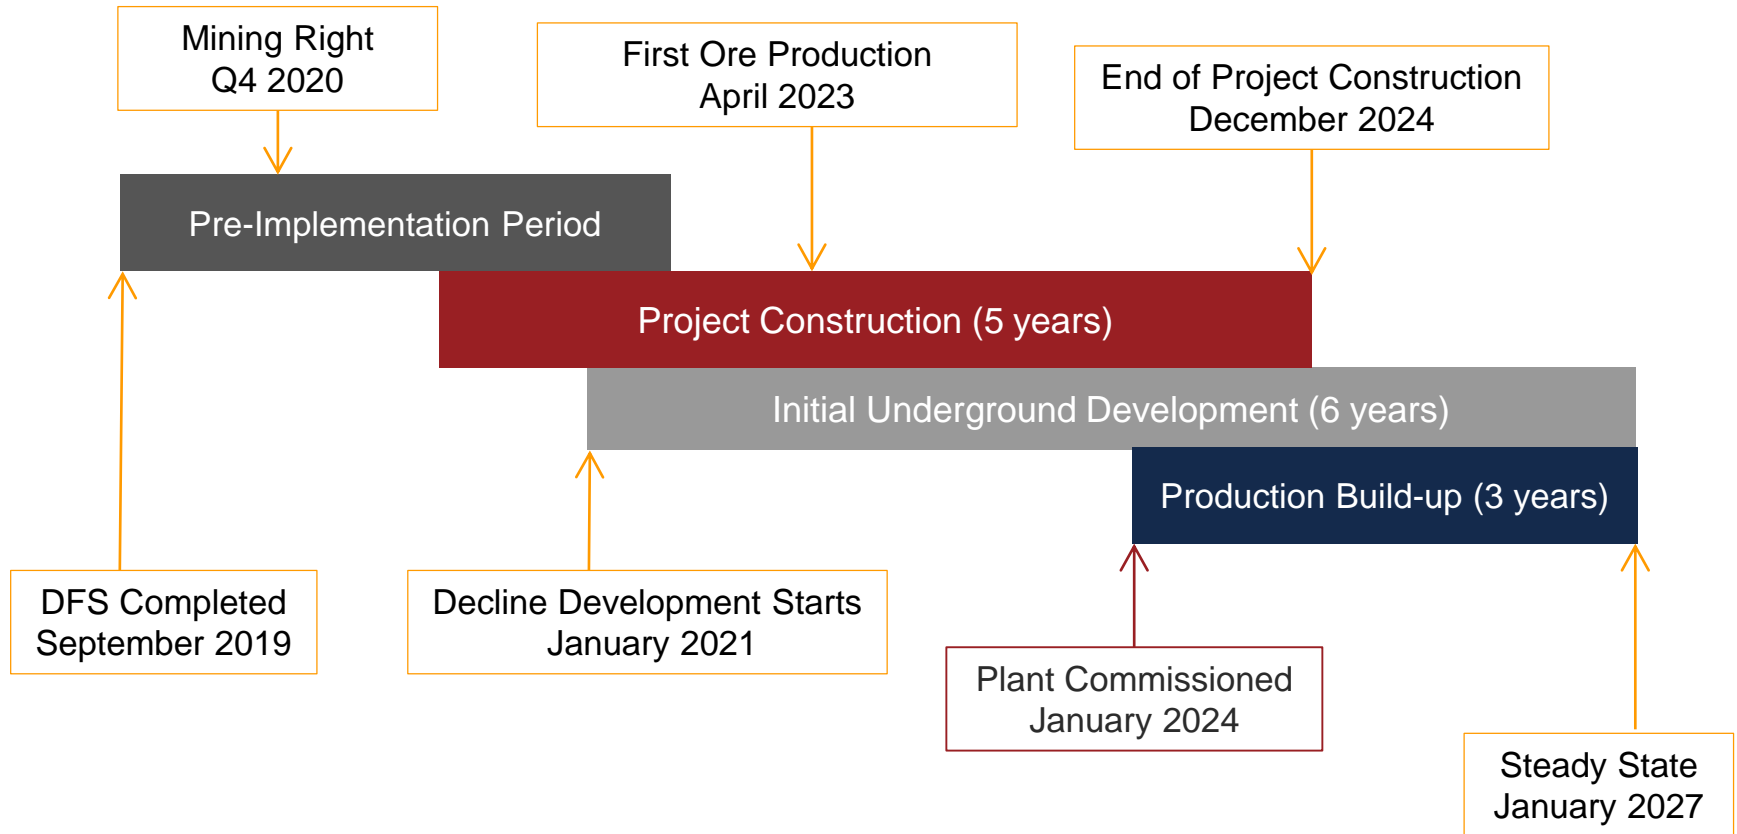 Mining Right
Q4 2020
First Ore Production
April 2023
End of Project Construction
December 2024
Pre-Implementation Period
Project Construction (5 years)
Initial Underground Development (6 years)
Production Build-up (3 years)
DFS Completed
September 2019
Decline Development Starts
January 2021
Plant Commissioned
January 2024
Steady State
January 2027